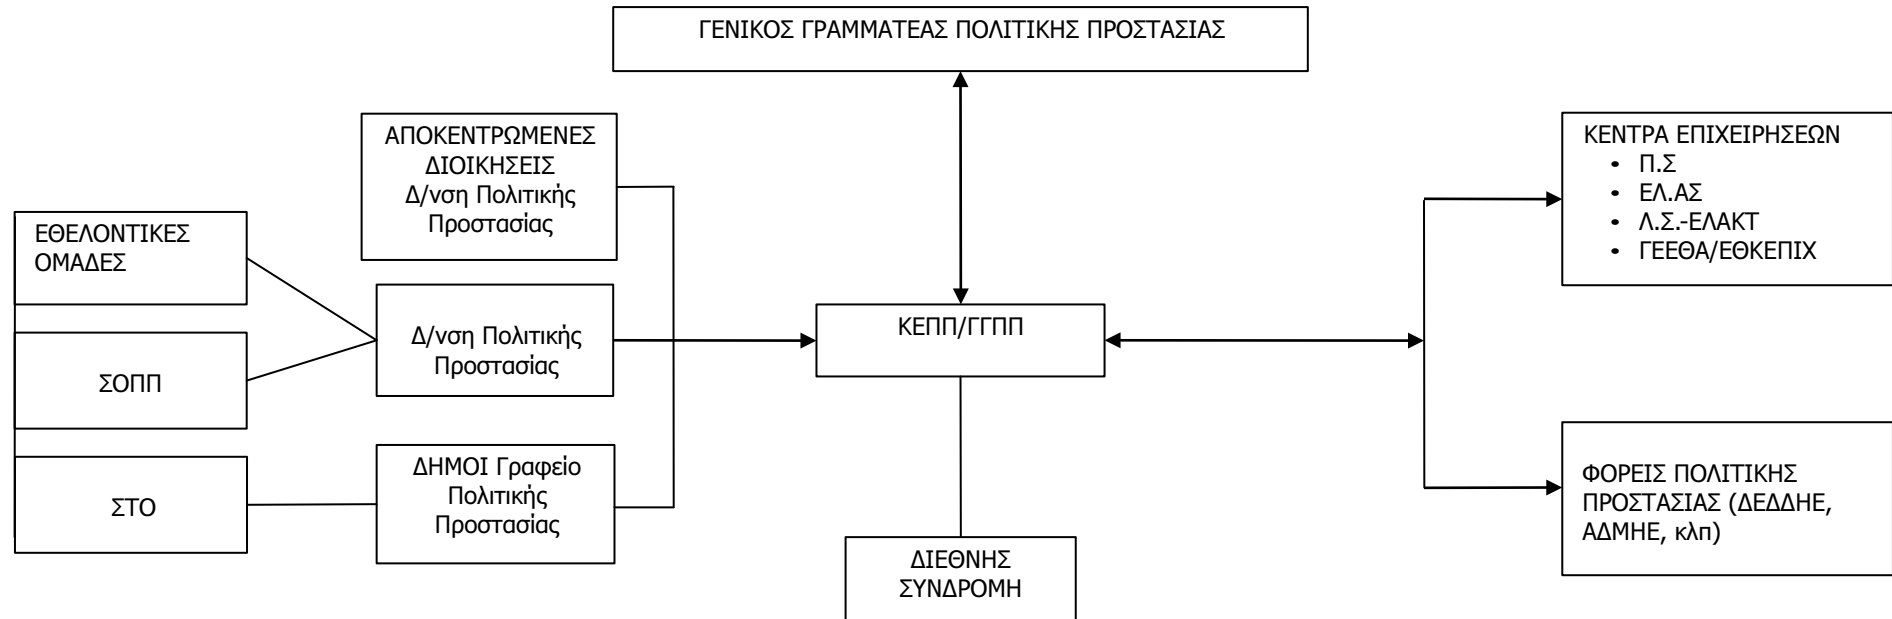 ΓΕΝΙΚΟΣ ΓΡΑΜΜΑΤΕΑΣ ΠΟΛΙΤΙΚΗΣ ΠΡΟΣΤΑΣΙΑΣ
ΑΠΟΚΕΝΤΡΩΜΕΝΕΣ
ΔΙΟΙΚΗΣΕΙΣ
Δ/νση Πολιτικής
Προστασίας
ΕΘΕΛΟΝΤΙΚΕΣ
ΟΜΑΔΕΣ
ΣΟΠΠ
ΣΤΟ
Δ/νση Πολιτικής
Προστασίας
ΔΗΜΟΙ Γραφείο
Πολιτικής
Προστασίας
ΚΕΠΠ/ΓΓΠΠ
ΔΙΕΘΝΗΣ
ΣΥΝΔΡΟΜΗ
ΚΕΝΤΡΑ ΕΠΙΧΕΙΡΗΣΕΩΝ
• Π.Σ
• ΕΛ.ΑΣ
• Λ.Σ.-ΕΛΑΚΤ
• ΓΕΕΘΑ/ΕΘΚΕΠΙΧ
ΦΟΡΕΙΣ ΠΟΛΙΤΙΚΗΣ
ΠΡΟΣΤΑΣΙΑΣ (ΔΕΔΔΗΕ,
ΑΔΜΗΕ, κλπ)